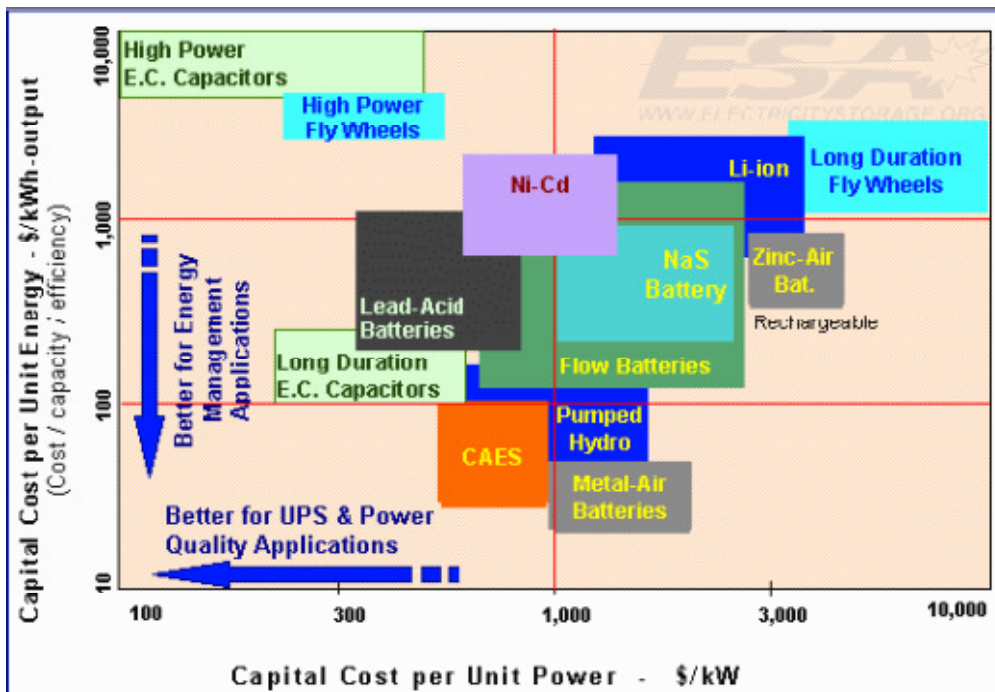 ESA
WWW.ELECTRICITYSTORAGE.ORG
High Power
E.C. Capacitors
High Power
Fly Wheels
Ni-Cd
Li-ion
Long Duration
Fly Wheels
Lead-Acid
Batteries
NaS
Battery
Zinc-Air
Bat.
Rechargeable
Long Duration
E.C. Capacitors
Flow Batteries
CAES
Pumped
Hydro
Metal-Air
Batteries
Better for Energy
Management
Applications
Better for UPS & Power
Quality Applications
Capital Cost per Unit Energy - $/kWh-output
(Cost / capacity / efficiency)
10,000
1,000
100
10
100
300
1,000
3,000
10,000
Capital Cost per Unit Power - $/kW